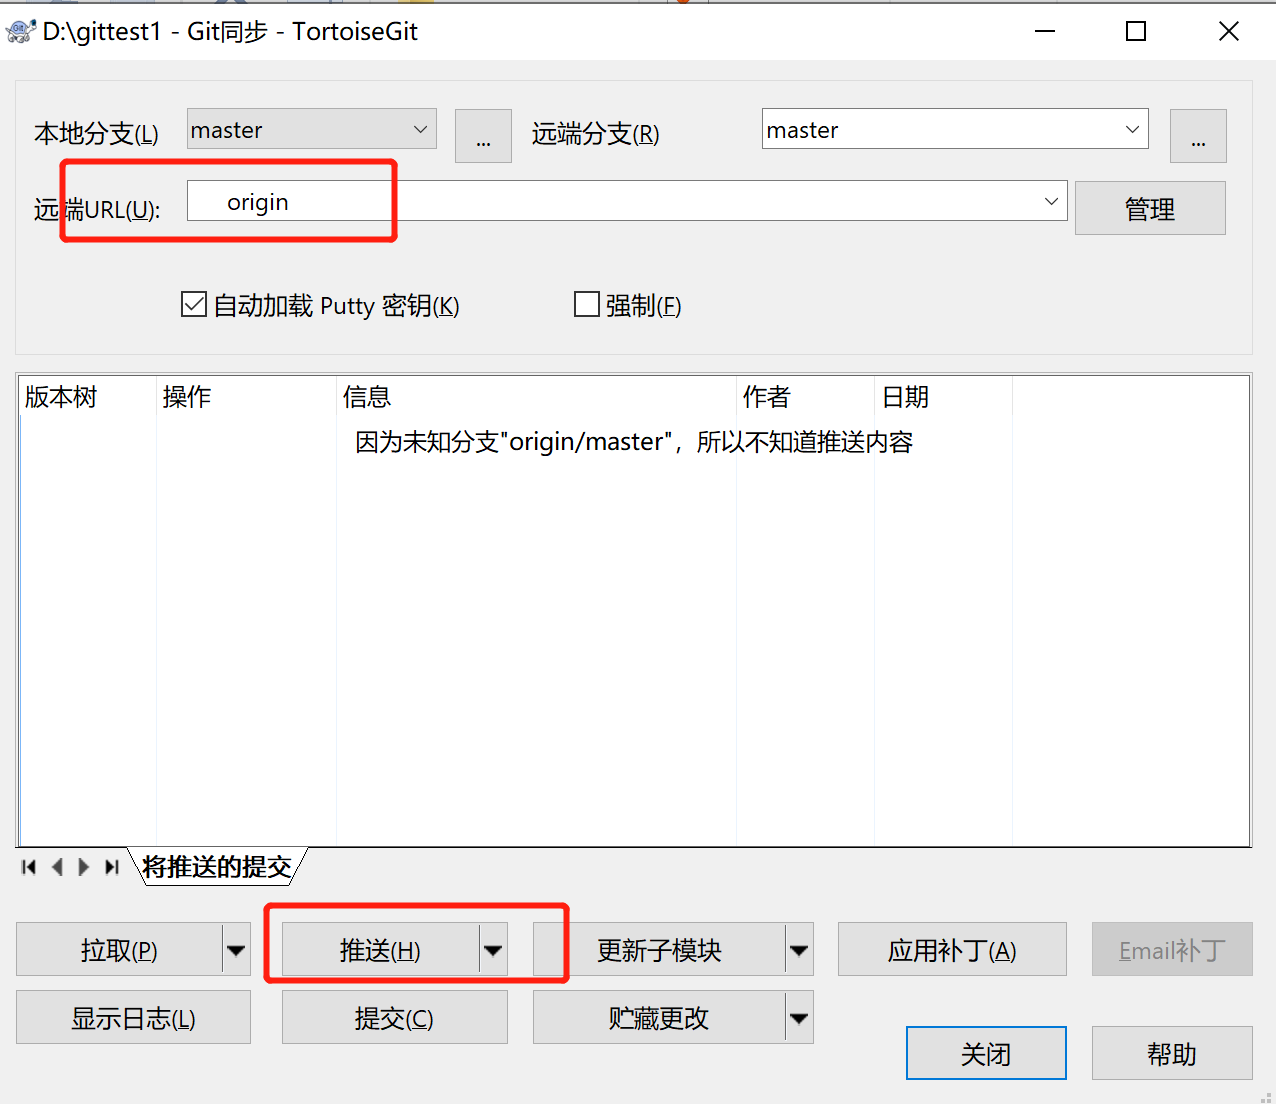 D:\gittest1 - Git同步 - TortoiseGit
本地分支(L) master ... 远端分支(R) master ...
远端URL(U): origin 管理
自动加载 Putty 密钥(K) 强制(F)
版本树 操作 信息 作者 日期
因为未知分支"origin/master"，所以不知道推送内容
将推送的提交
拉取(P) 推送(H) 更新子模块 应用补丁(A) Email补丁
显示日志(L) 提交(C) 贮藏更改
关闭 帮助